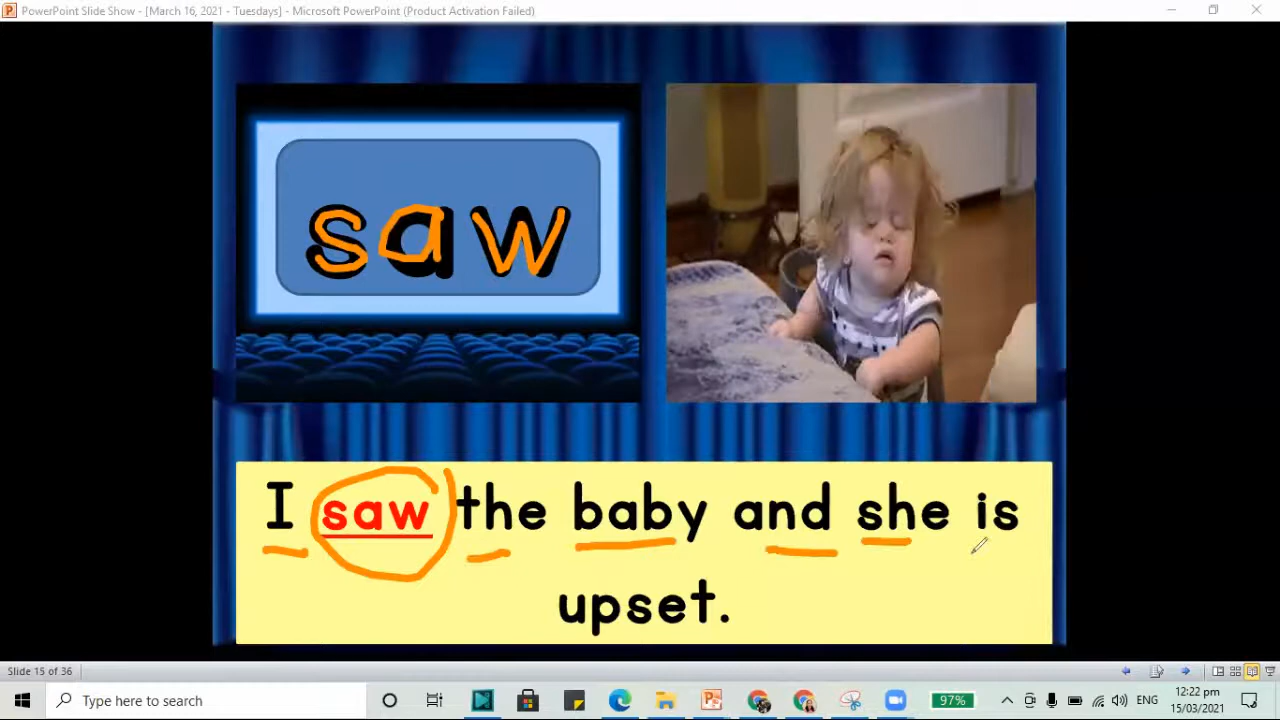 PowerPoint Slide Show - [March 16, 2021 - Tuesdays] - Microsoft PowerPoint (Product Activation Failed)
saw
I saw the baby and she is
upset.
Slide 15 of 36
Type here to search
97%
ENG
12:22 pm
15/03/2021